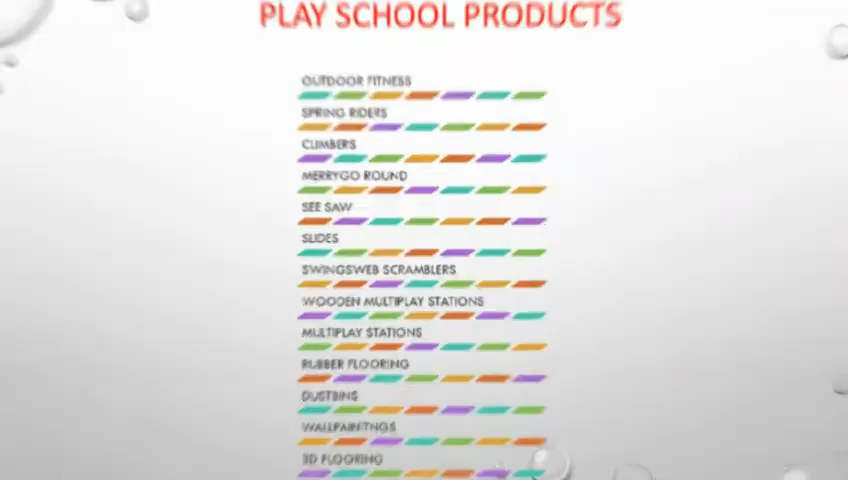 PLAY SCHOOL PRODUCTS
OUTDOOR FITNESS
SPRING RIDERS
CLIMBERS
MERRYGO ROUND
SEE SAW
SLIDES
SWINGSWEB SCRAMBLERS
WOODEN MULTIPLAY STATIONS
MULTIPLAY STATIONS
RUBBER FLOORING
DUSTBINS
WALLPAINITNGS
3D FLOORING